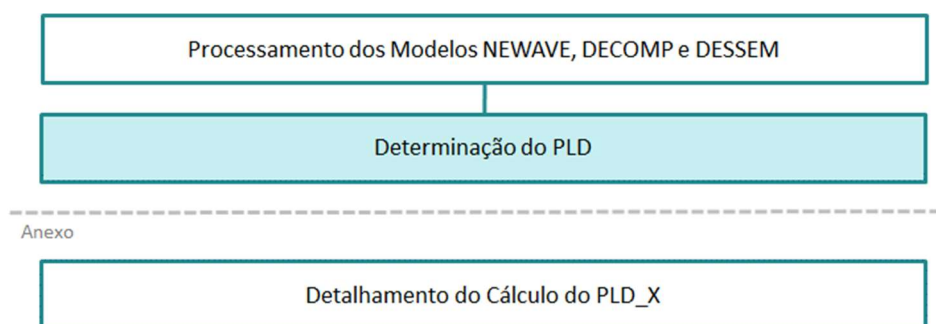 Processamento dos Modelos NEWAVE, DECOMP e DESSEM
Determinação do PLD
Anexo
Detalhamento do Cálculo do PLD_X